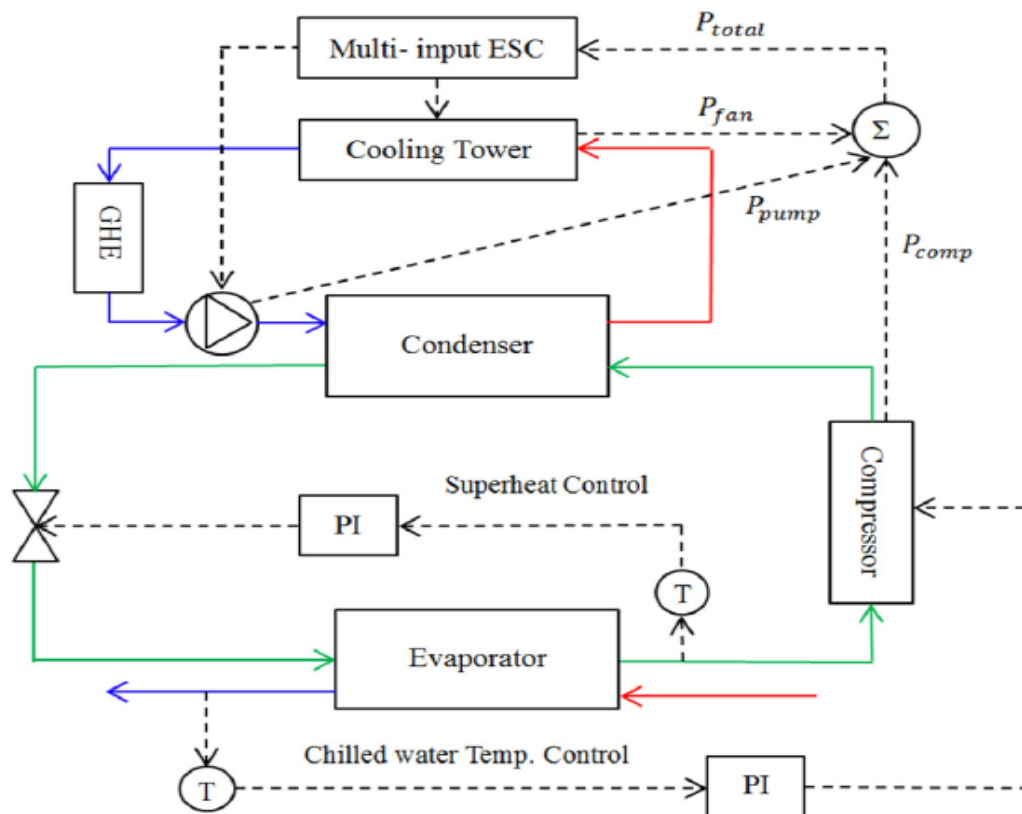 P_total
Multi- input ESC
P_fan
Σ
Cooling Tower
GHE
P_pump
P_comp
Condenser
Compressor
Superheat Control
PI
T
Evaporator
Chilled water Temp. Control
T
PI